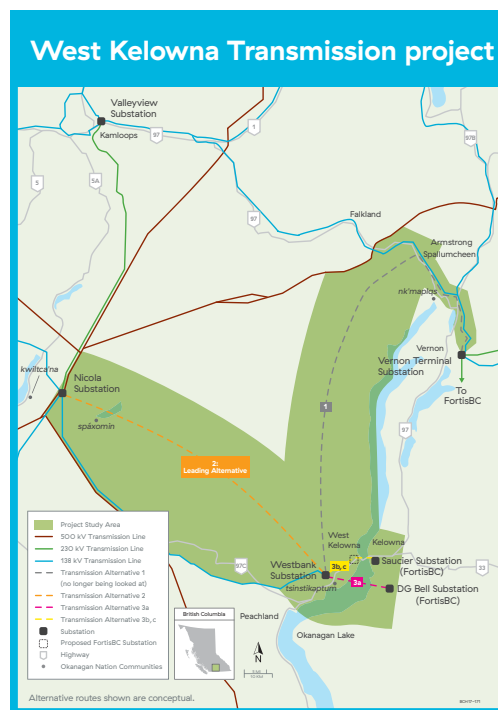 West Kelowna Transmission project
Valleyview
Substation
Kamloops
97
1
97B
5
5A
97
Falkland
Armstrong
Spallumcheen
nk'maplqs
Vernon
Vernon Terminal
Substation
To
FortisBC
kwiltca'na
Nicola
Substation
spáxomin
1
97
2:
Leading Alternative
West
Kelowna
Kelowna
97C
Westbank
Substation
3b,c
Saucier Substation
(FortisBC)
33
tsinstikaptum
3a
DG Bell Substation
(FortisBC)
Peachland
Okanagan Lake
Project Study Area
500 kV Transmission Line
230 kV Transmission Line
138 kV Transmission Line
Transmission Alternative 1
(no longer being looked at)
Transmission Alternative 2
Transmission Alternative 3a
Transmission Alternative 3b,c
Substation
Proposed FortisBC Substation
Highway
Okanagan Nation Communities
British Columbia
N
Alternative routes shown are conceptual.